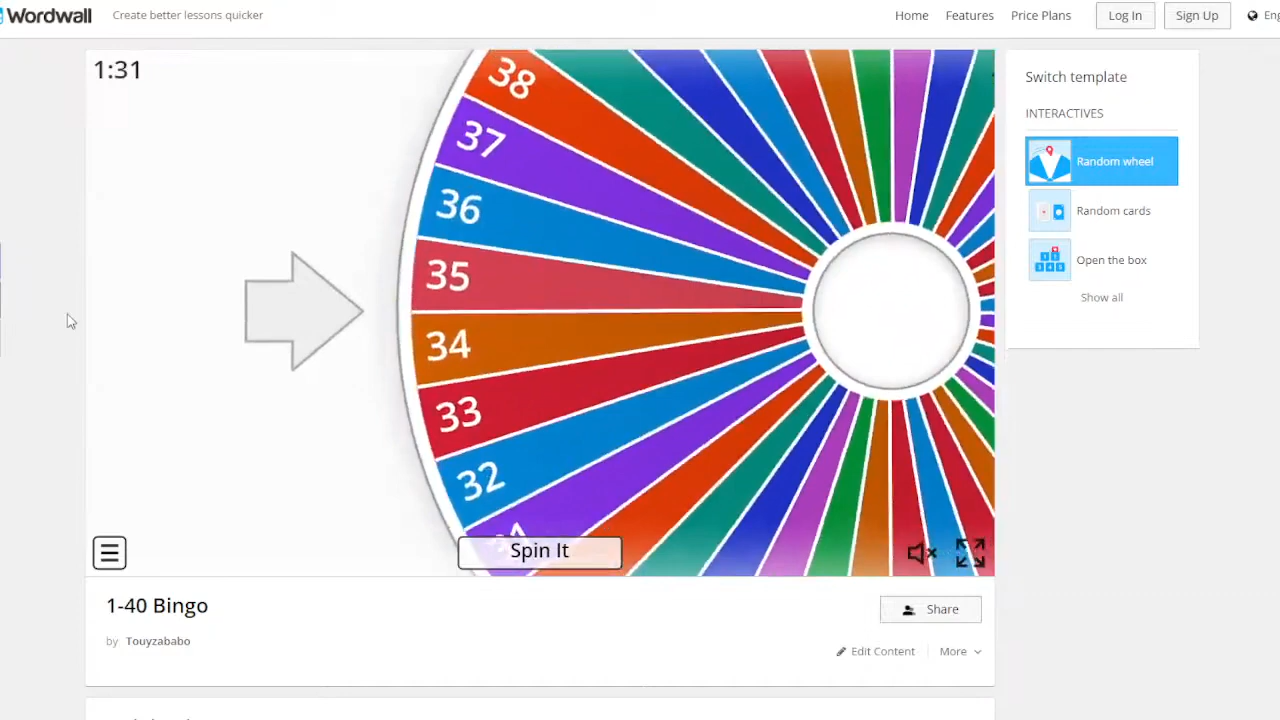 Wordwall
Create better lessons quicker
Home
Features
Price Plans
Log In
Sign Up
1:31
38
37
36
35
34
33
32
Spin It
Switch template
INTERACTIVES
Random wheel
Random cards
Open the box
Show all
1-40 Bingo
Share
by Touyzababo
Edit Content
More